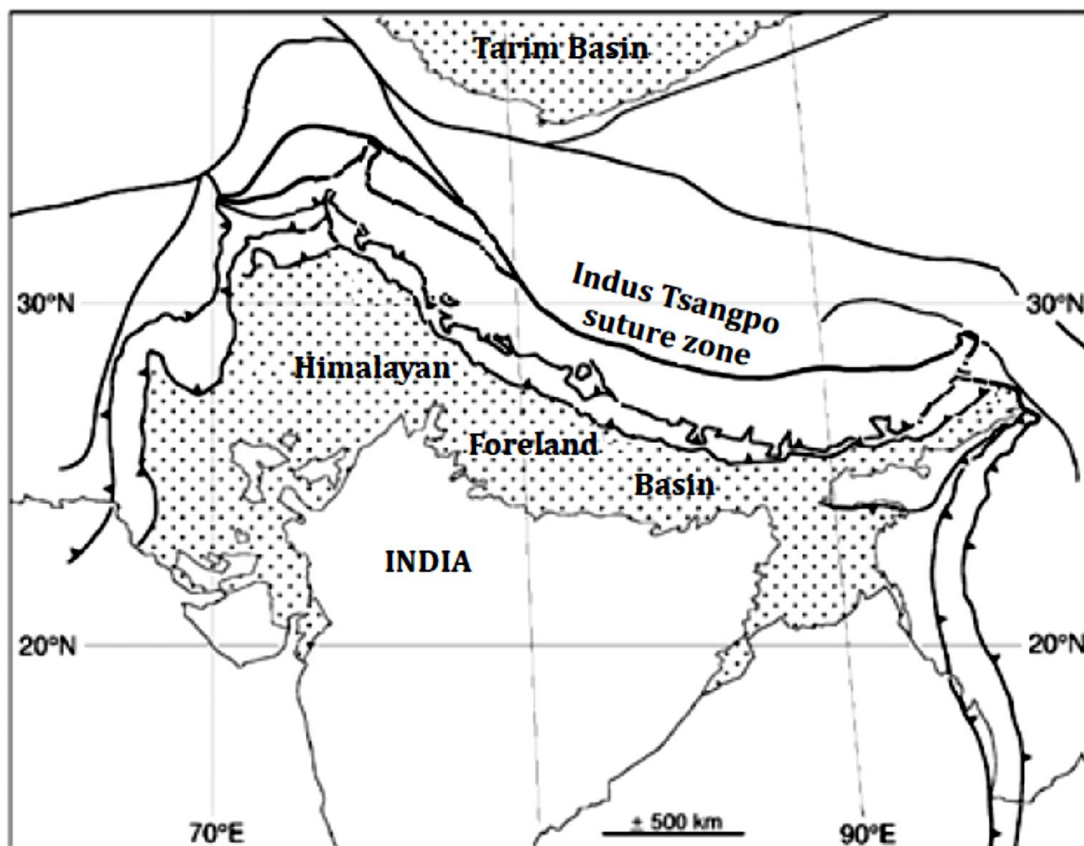 Tarim Basin
30°N
Indus Tsangpo
suture zone
30°N
Himalayan
Foreland
Basin
INDIA
20°N
20°N
70°E
± 500 km
90°E